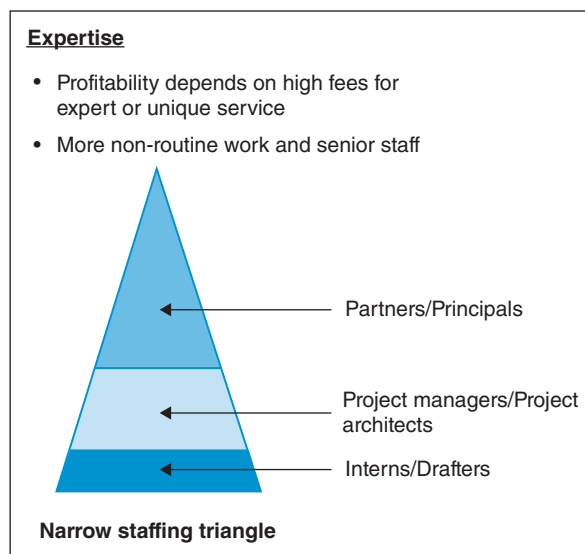 Expertise
• Profitability depends on high fees for
expert or unique service
• More non-routine work and senior staff
Partners/Principals
Project managers/Project
architects
Interns/Drafters
Narrow staffing triangle